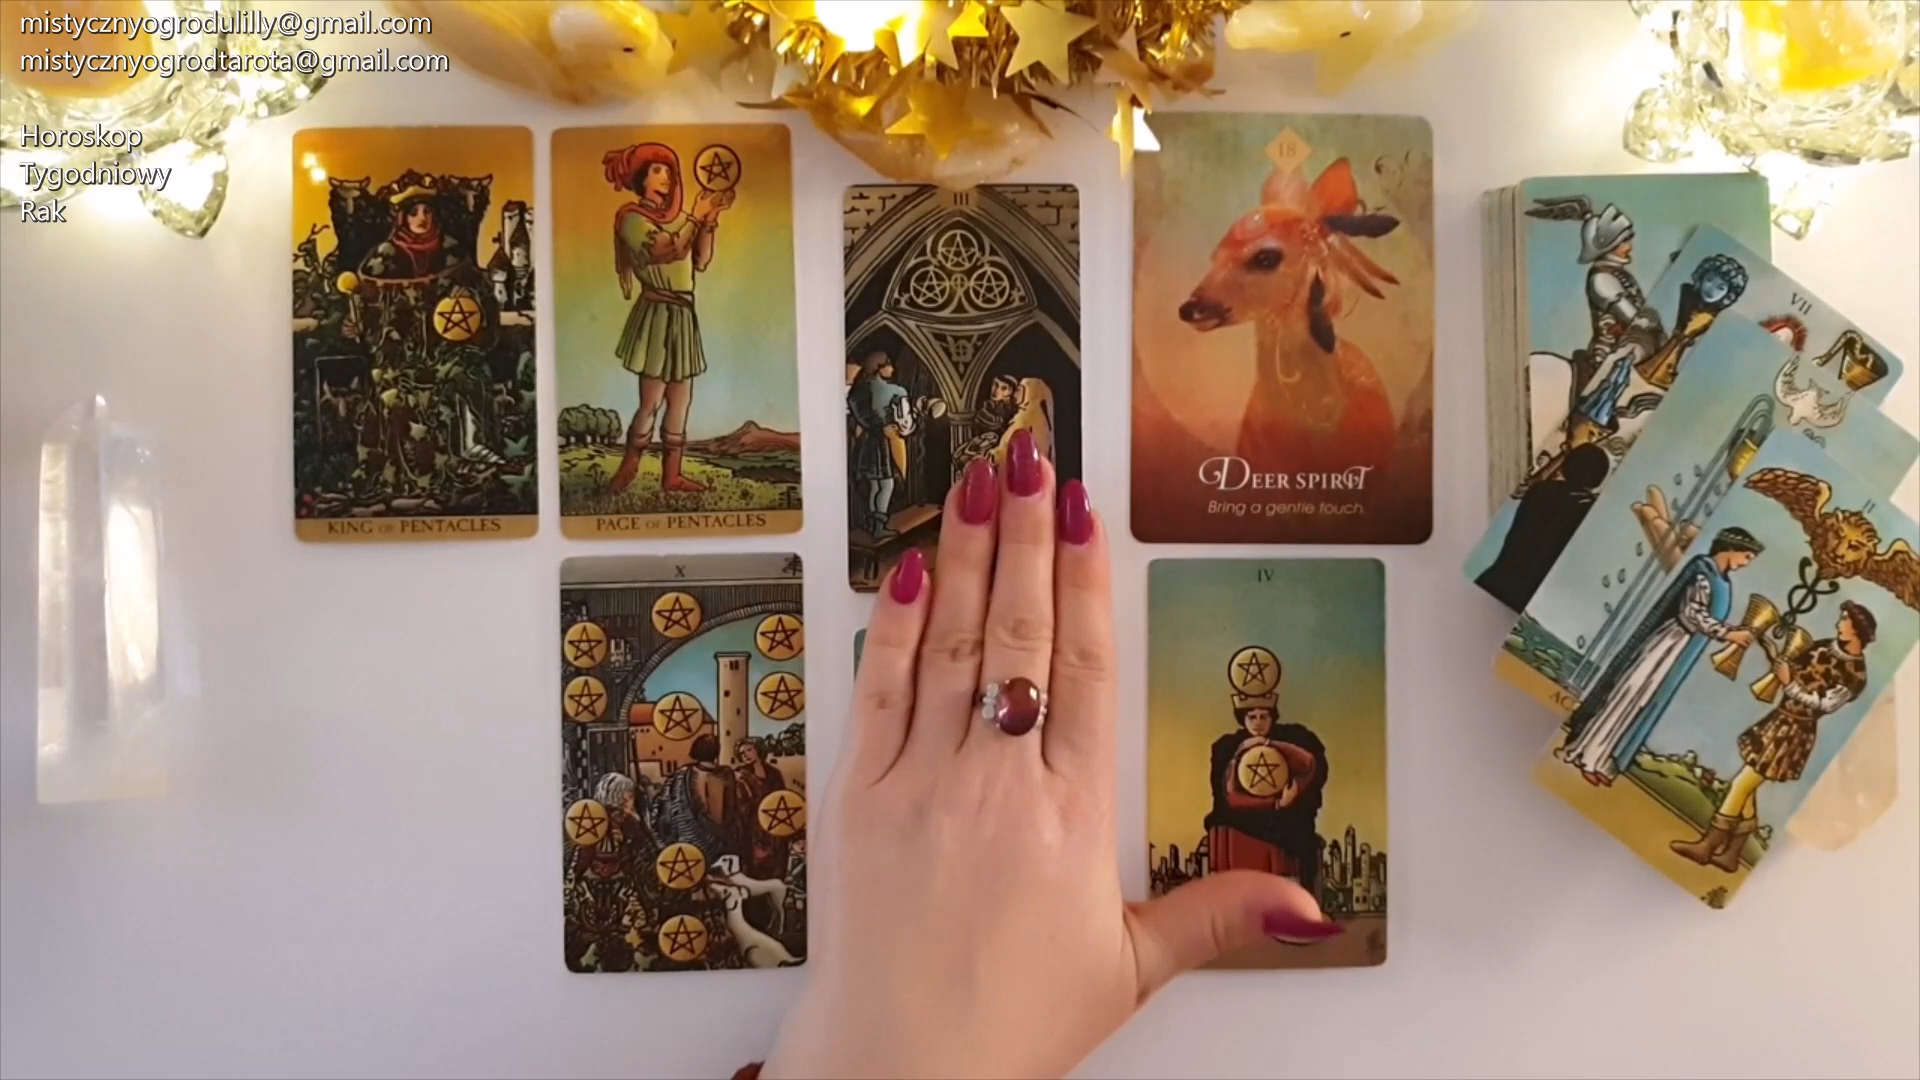 mistycznyogrodulilly@gmail.com
mistycznyogrodtarota@gmail.com
Horoskop
Tygodniowy
Rak
KING OF PENTACLES
PAGE OF PENTACLES
III
18
DEER SPIRIT
Bring a gentle touch.
X
IV
VII
II